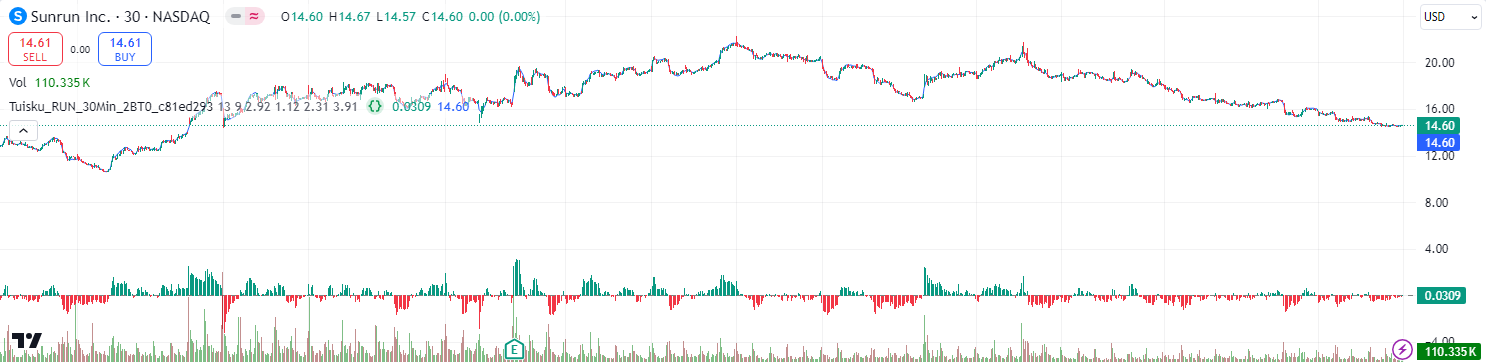 S Sunrun Inc. · 30 · NASDAQ
O14.60 H14.67 L14.57 C14.60 0.00 (0.00%)
USD
14.61
SELL
0.00
14.61
BUY
Vol 110.335 K
Tuisku_RUN_30Min_2BT0_c81ed293 13 9 2.92 1.12 2.31 3.91 {} 0.0309 14.60
20.00
16.00
14.60
14.60
12.00
8.00
4.00
0.0309
-4.00
110.335 K
E